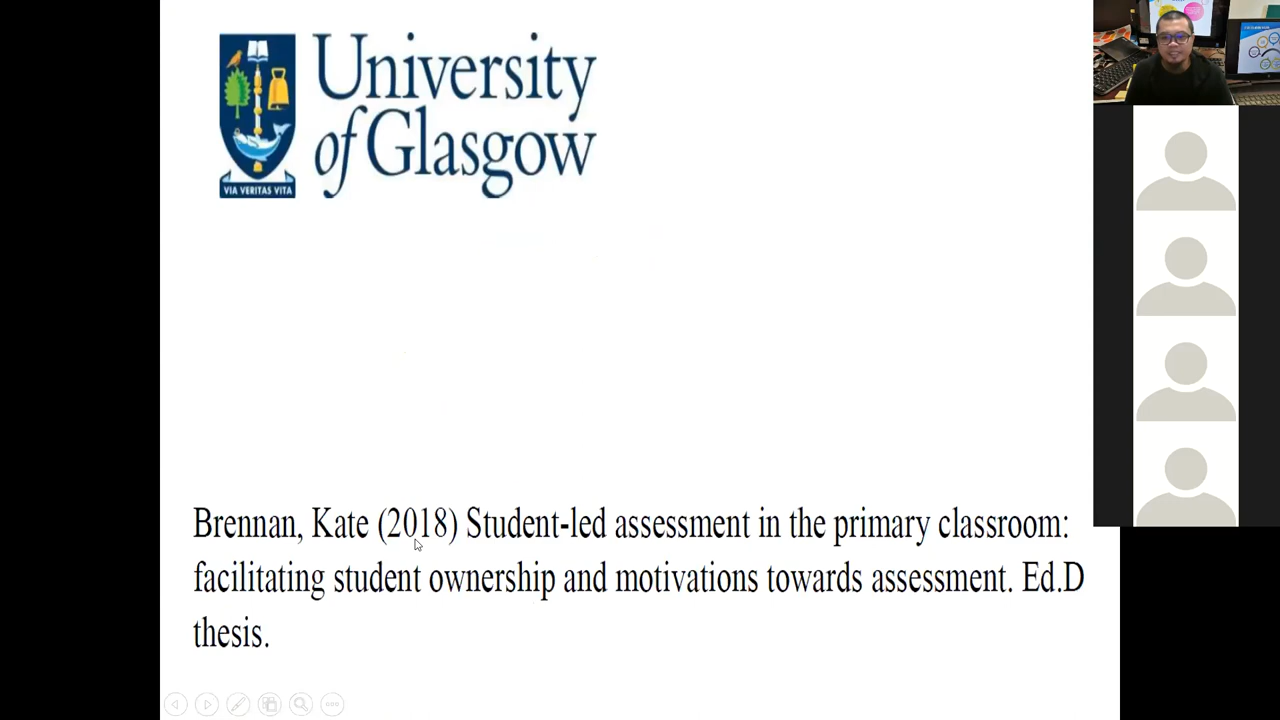 University
of Glasgow
VIA VERITAS VITA
Brennan, Kate (2018) Student-led assessment in the primary classroom:
facilitating student ownership and motivations towards assessment. Ed.D
thesis.